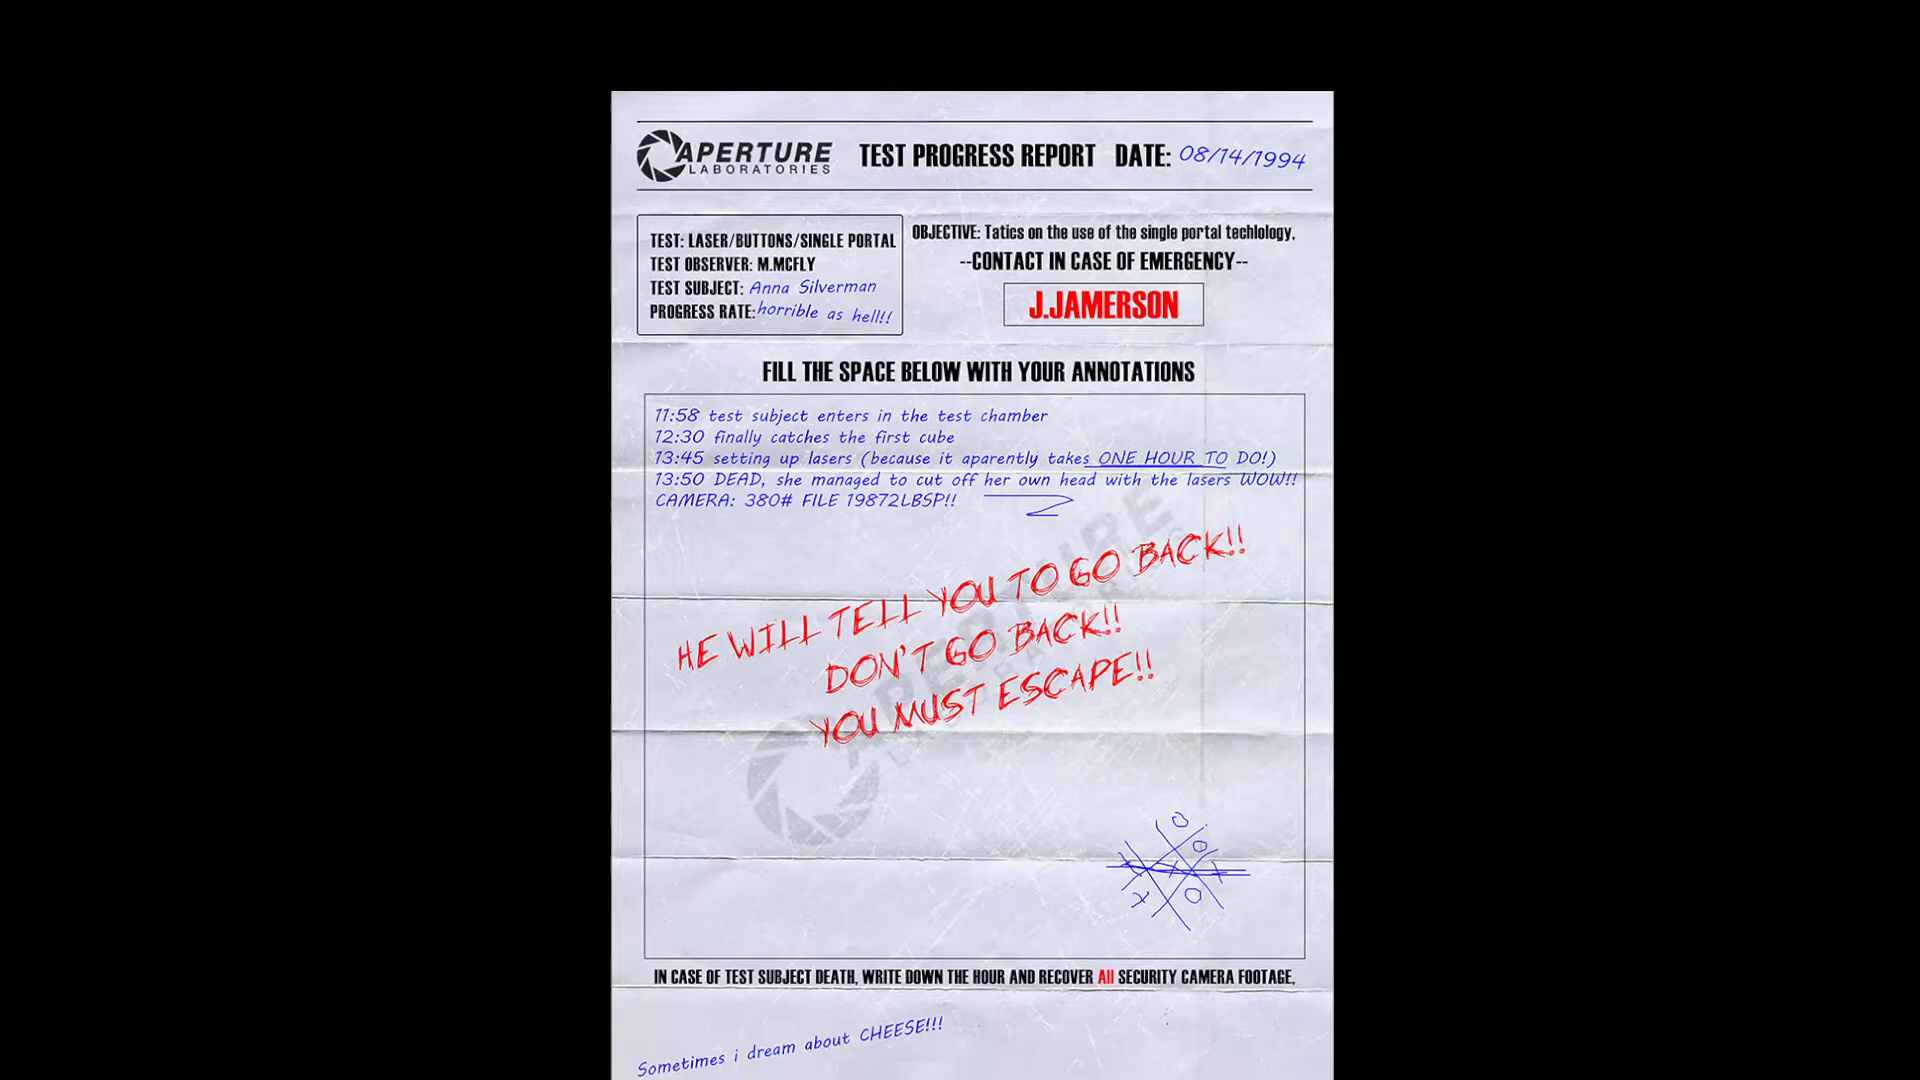 APERTURE
LABORATORIES
TEST PROGRESS REPORT DATE: 08/14/1994
TEST: LASER/BUTTONS/SINGLE PORTAL
TEST OBSERVER: M.MCFLY
TEST SUBJECT: Anna Silverman
PROGRESS RATE: horrible as hell!!
OBJECTIVE: Tatics on the use of the single portal techlology.
--CONTACT IN CASE OF EMERGENCY--
J.JAMERSON
FILL THE SPACE BELOW WITH YOUR ANNOTATIONS
11:58 test subject enters in the test chamber
12:30 finally catches the first cube
13:45 setting up lasers (because it aparently takes ONE HOUR TO DO!)
13:50 DEAD, she managed to cut off her own head with the lasers WOW!!
CAMERA: 380# FILE 19872LBSP!!
HE WILL TELL YOU TO GO BACK!!
DON'T GO BACK!!
YOU MUST ESCAPE!!
APERTURE
LABORATORIES
O
O
X X X
X O
IN CASE OF TEST SUBJECT DEATH, WRITE DOWN THE HOUR AND RECOVER All SECURITY CAMERA FOOTAGE.
Sometimes i dream about CHEESE!!!